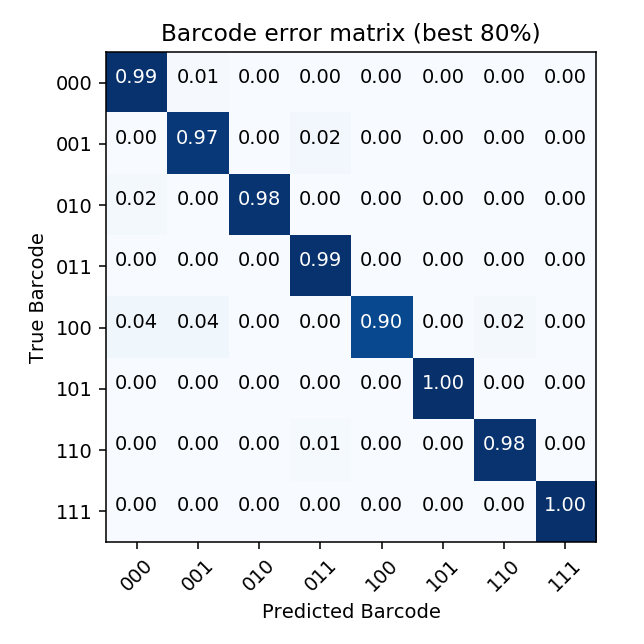 Barcode error matrix (best 80%)
000 0.99 0.01 0.00 0.00 0.00 0.00 0.00 0.00
001 0.00 0.97 0.00 0.02 0.00 0.00 0.00 0.00
010 0.02 0.00 0.98 0.00 0.00 0.00 0.00 0.00
011 0.00 0.00 0.00 0.99 0.00 0.00 0.00 0.00
100 0.04 0.04 0.00 0.00 0.90 0.00 0.02 0.00
101 0.00 0.00 0.00 0.00 0.00 1.00 0.00 0.00
110 0.00 0.00 0.00 0.01 0.00 0.00 0.98 0.00
111 0.00 0.00 0.00 0.00 0.00 0.00 0.00 1.00
True Barcode
000 001 010 011 100 101 110 111
Predicted Barcode